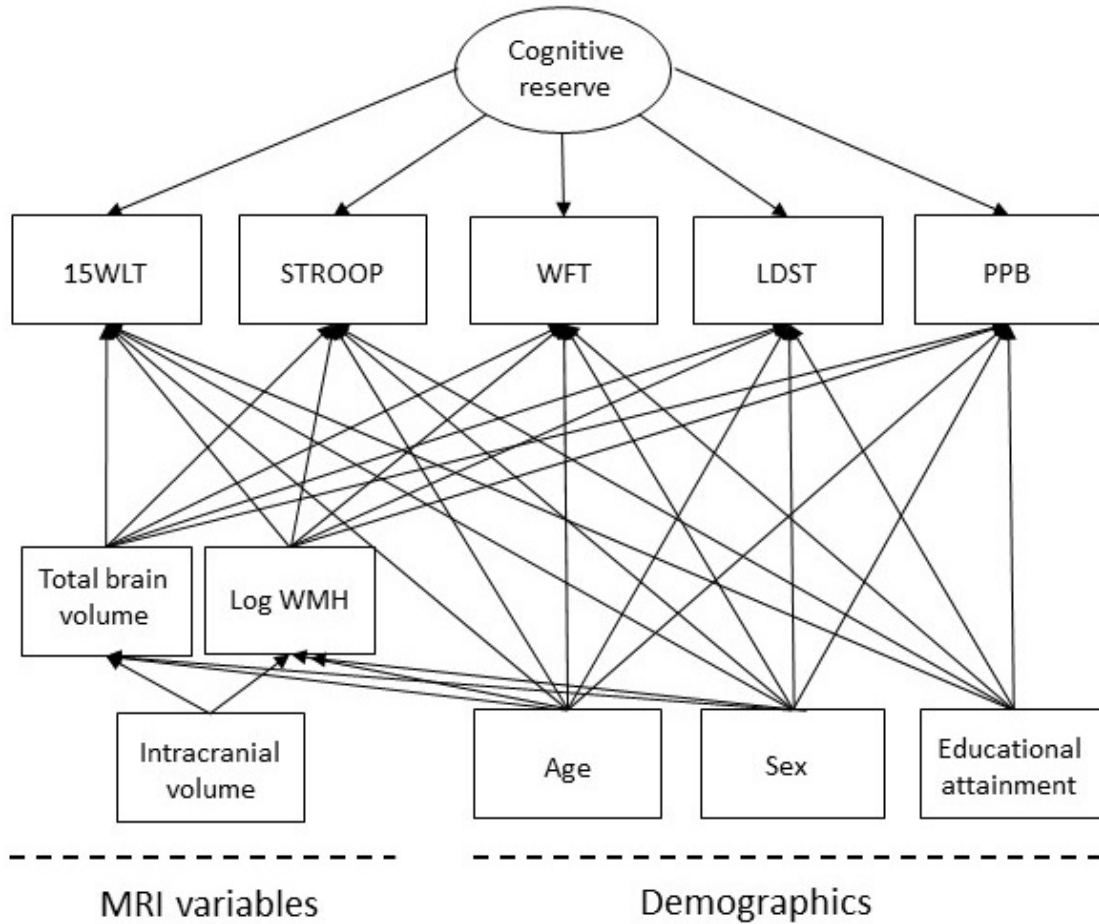 Cognitive
reserve
15WLT
STROOP
WFT
LDST
PPB
Total brain
volume
Log WMH
Intracranial
volume
Age
Sex
Educational
attainment
MRI variables
Demographics